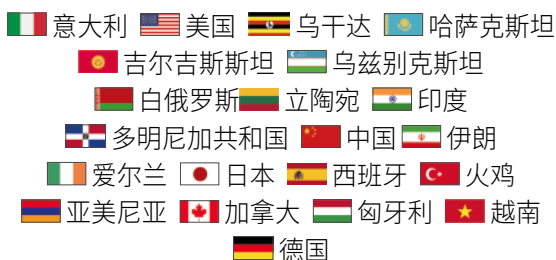 意大利 美国 乌干达 哈萨克斯坦
吉尔吉斯斯坦 乌兹别克斯坦
白俄罗斯 立陶宛 印度
多明尼加共和国 中国 伊朗
爱尔兰 日本 西班牙 火鸡
亚美尼亚 加拿大 匈牙利 越南
德国